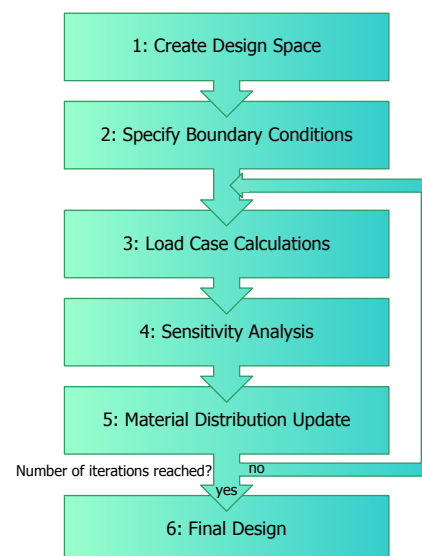 1: Create Design Space
2: Specify Boundary Conditions
3: Load Case Calculations
4: Sensitivity Analysis
5: Material Distribution Update
Number of iterations reached? no
yes
6: Final Design